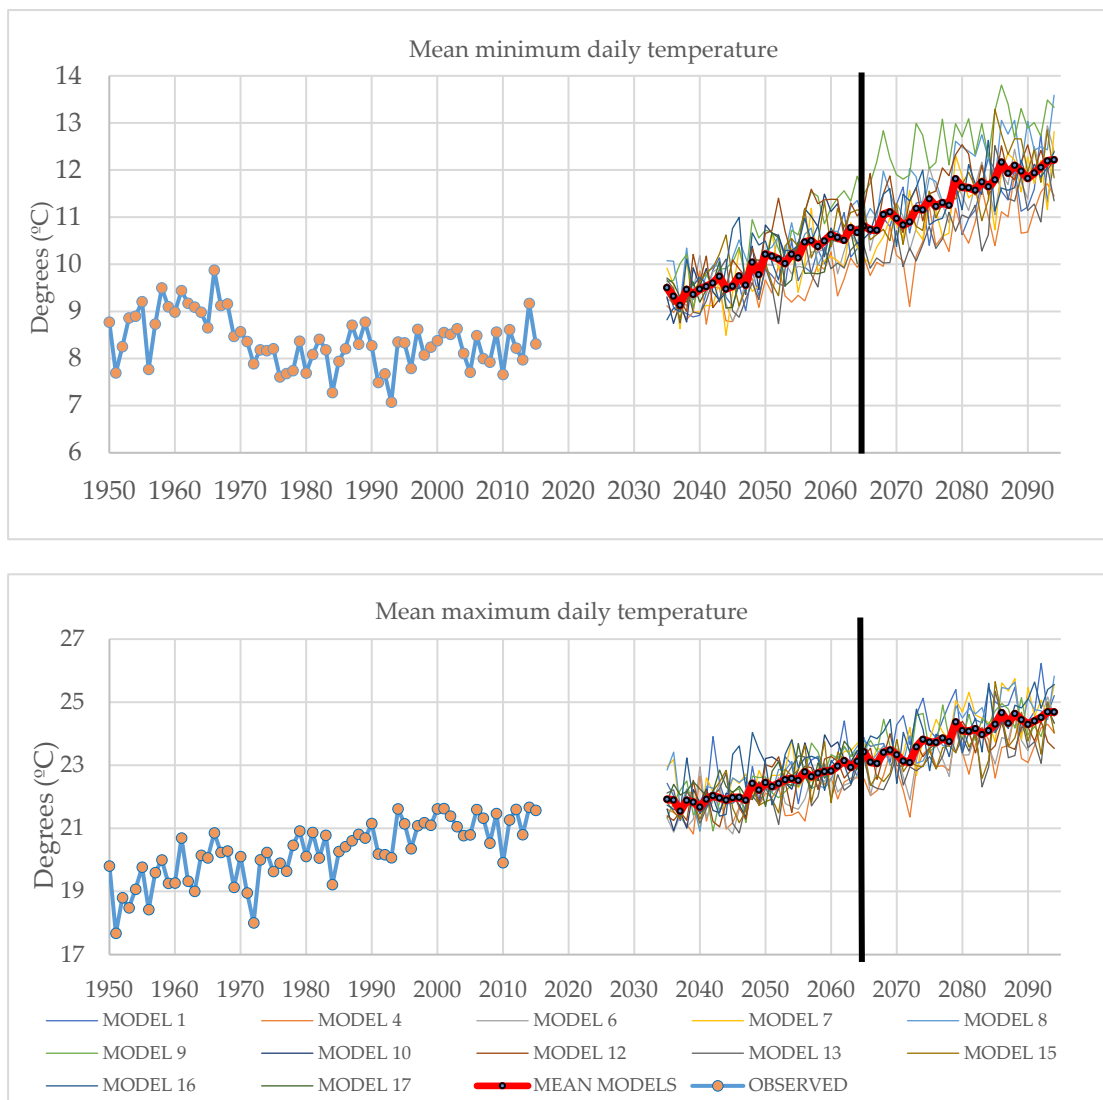 Mean minimum daily temperature
14
13
12
11
10
9
8
7
6
Degrees (ºC)
1950 1960 1970 1980 1990 2000 2010 2020 2030 2040 2050 2060 2070 2080 2090
Mean maximum daily temperature
27
25
23
21
19
17
Degrees (ºC)
1950 1960 1970 1980 1990 2000 2010 2020 2030 2040 2050 2060 2070 2080 2090
MODEL 1 MODEL 4 MODEL 6 MODEL 7 MODEL 8
MODEL 9 MODEL 10 MODEL 12 MODEL 13 MODEL 15
MODEL 16 MODEL 17 MEAN MODELS OBSERVED